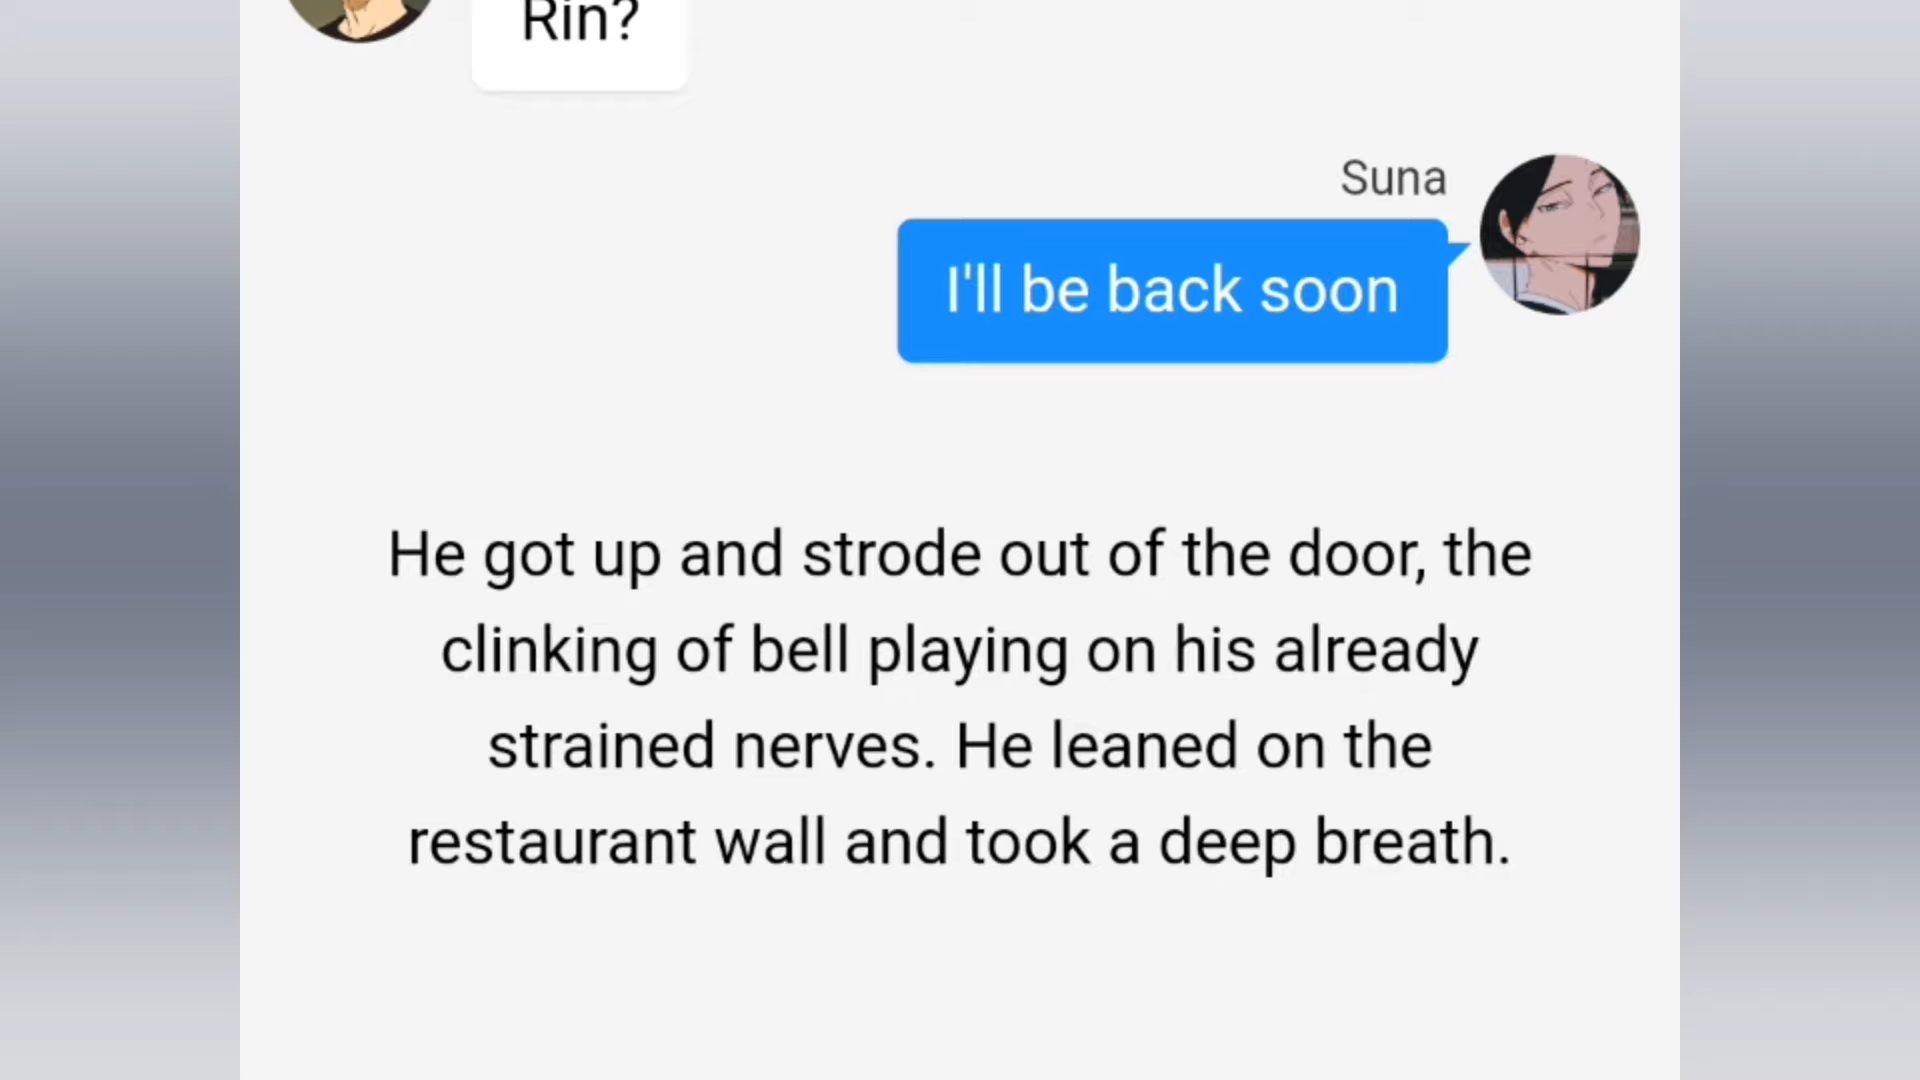 Rin?
Suna
I'll be back soon
He got up and strode out of the door, the
clinking of bell playing on his already
strained nerves. He leaned on the
restaurant wall and took a deep breath.